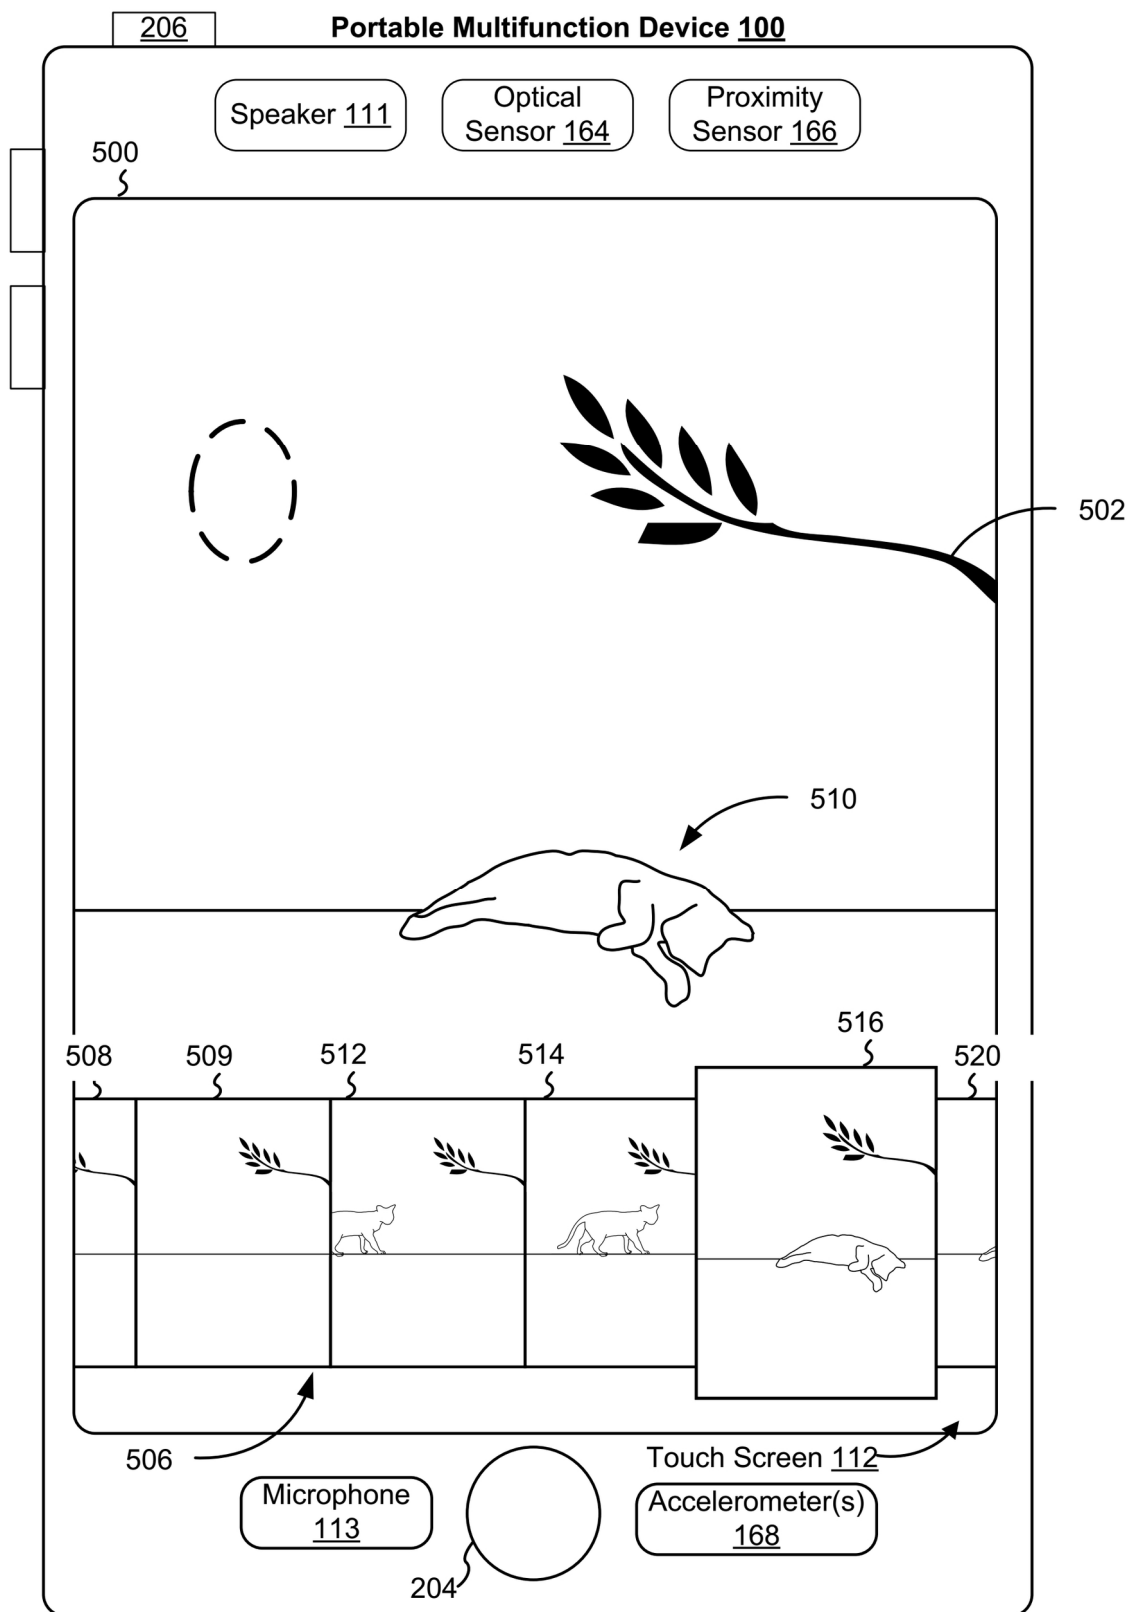 206
Portable Multifunction Device 100
Speaker 111
Optical
Sensor 164
Proximity
Sensor 166
500
502
510
516
508
509
512
514
520
506
Touch Screen 112
Microphone
113
Accelerometer(s)
168
204